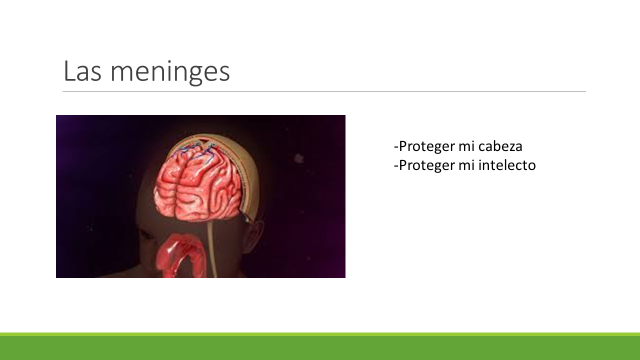 Las meninges
-Proteger mi cabeza
-Proteger mi intelecto